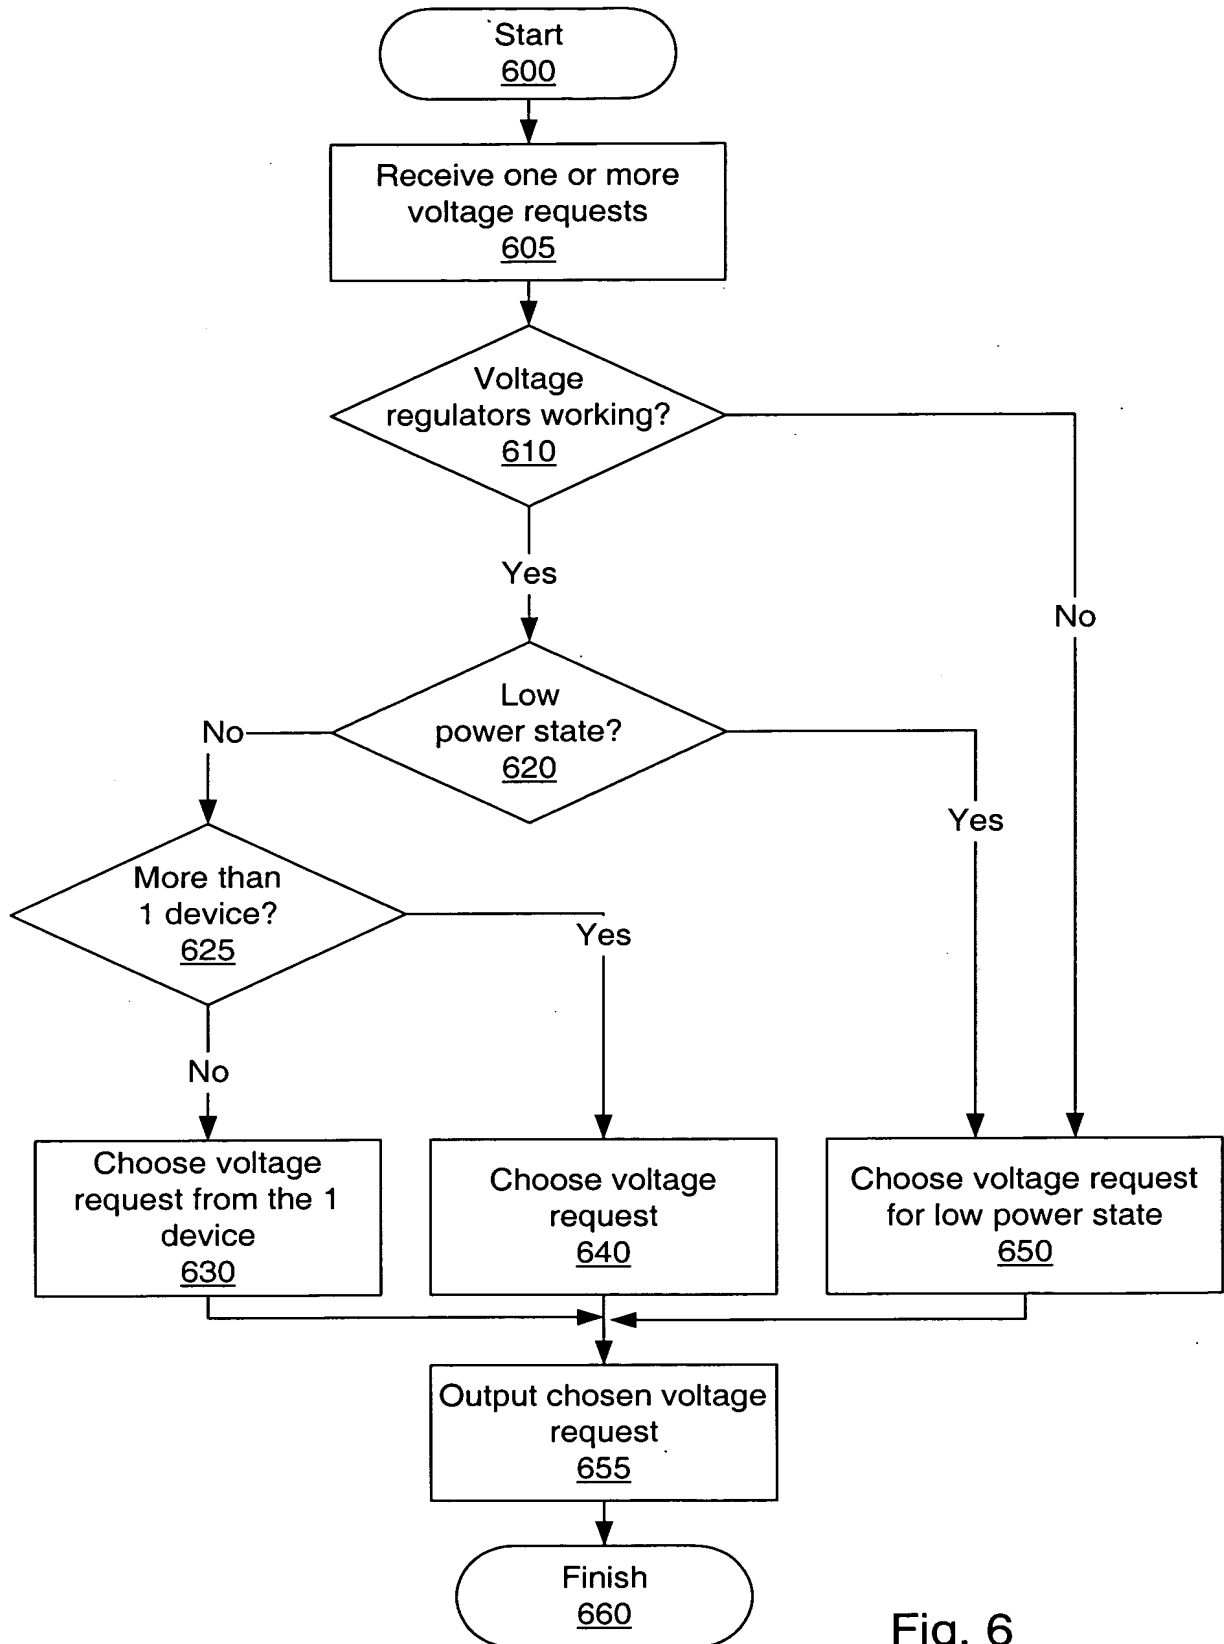 Start
600
Receive one or more
voltage requests
605
Voltage
regulators working?
610
Yes
No
Low
power state?
620
No
Yes
More than
1 device?
625
Yes
No
Choose voltage
request from the 1
device
630
Choose voltage
request
640
Choose voltage request
for low power state
650
Output chosen voltage
request
655
Finish
660
Fig. 6